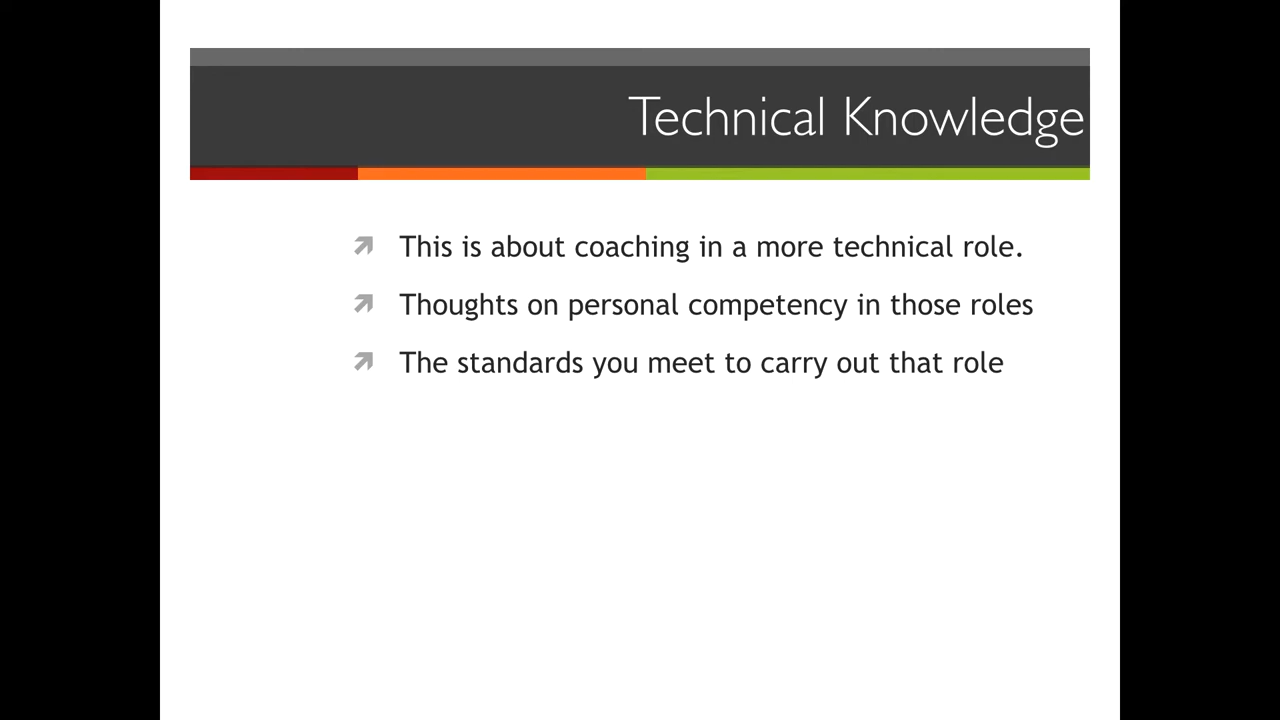 Technical Knowledge
This is about coaching in a more technical role.
Thoughts on personal competency in those roles
The standards you meet to carry out that role